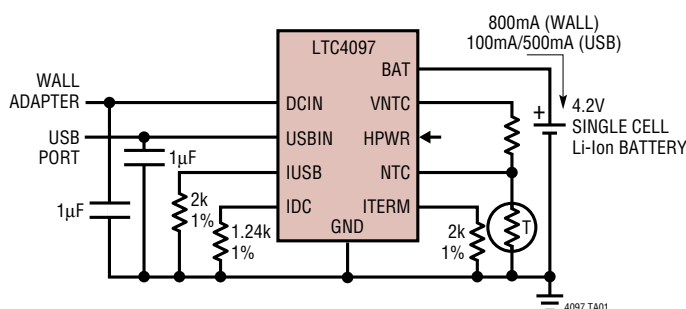 800mA (WALL)
100mA/500mA (USB)
LTC4097
BAT
WALL
ADAPTER
DCIN
VNTC
+
4.2V
SINGLE CELL
Li-Ion BATTERY
USB
PORT
USBIN
HPWR
1µF
IUSB
NTC
2k
1%
1µF
IDC
ITERM
1.24k
1%
GND
2k
1%
T
4097 TA01